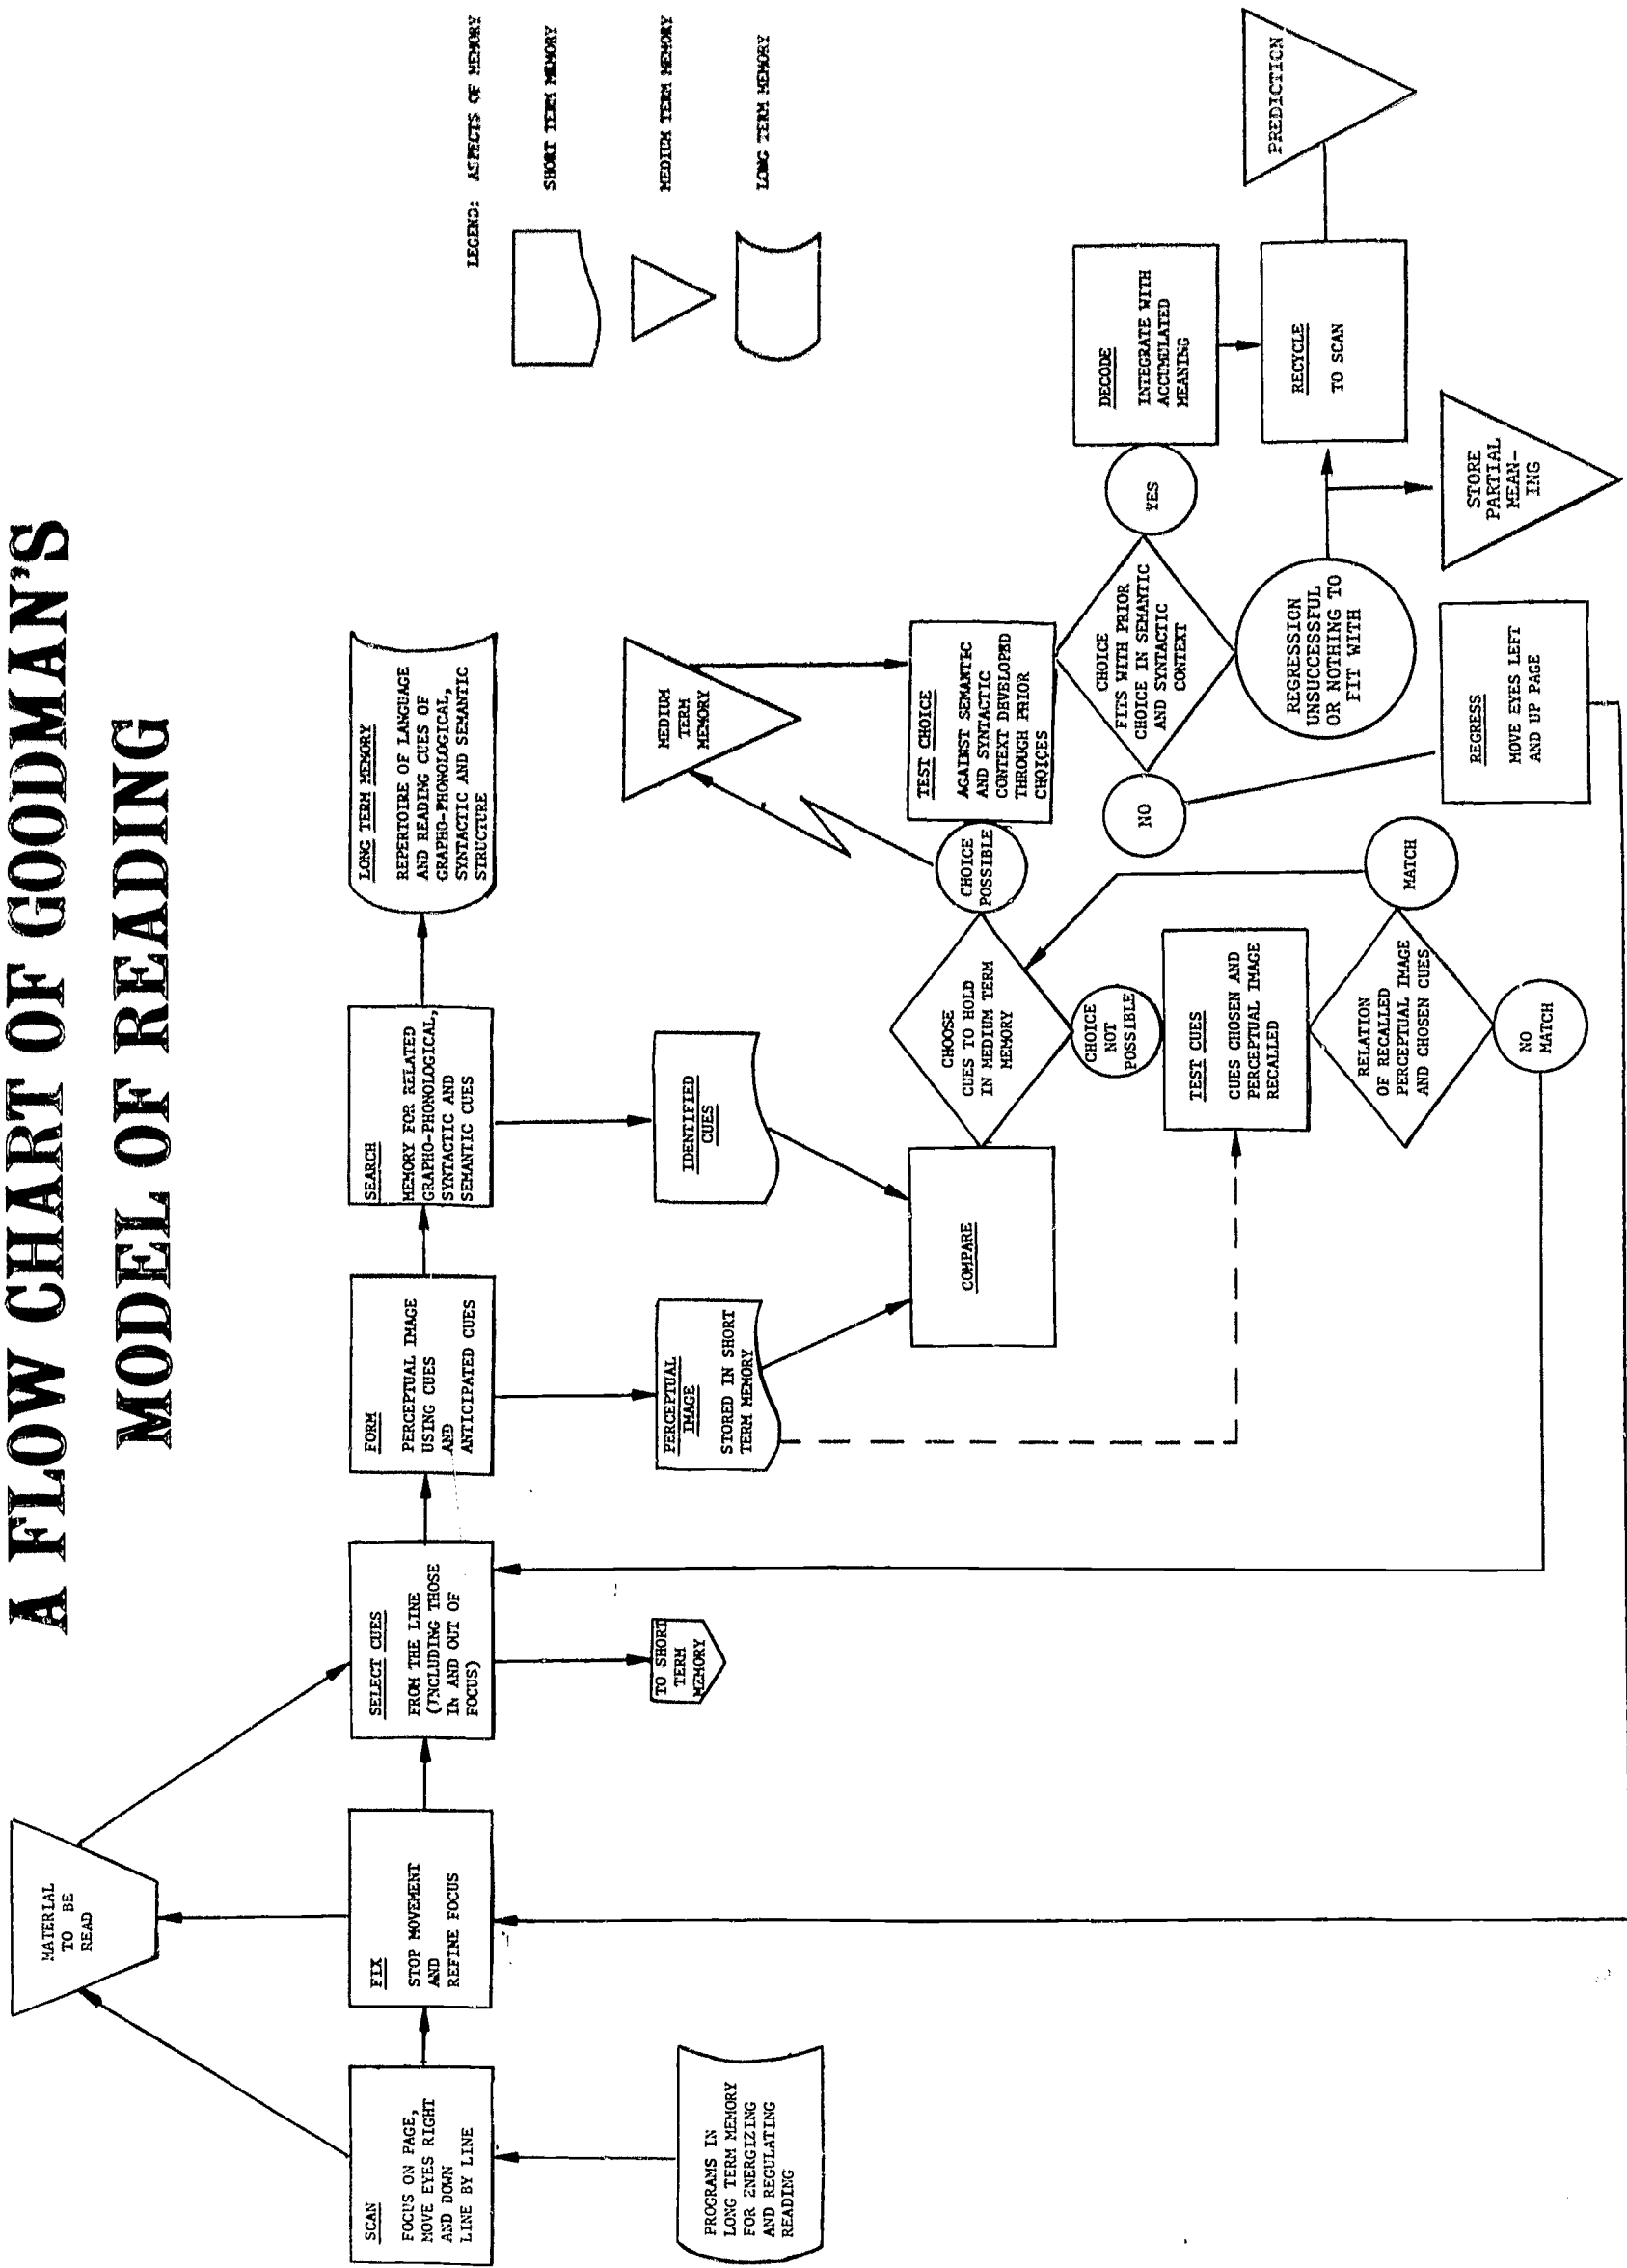 A FLOW CHART OF GOODMAN'S
MODEL OF READING
LEGEND: ASPECTS OF MEMORY
SHORT TERM MEMORY
MEDIUM TERM MEMORY
LONG TERM MEMORY
MATERIAL
TO BE
READ
SCAN
FOCUS ON PAGE,
MOVE EYES RIGHT
AND DOWN
LINE BY LINE
FIX
STOP MOVEMENT
AND
REFINE FOCUS
SELECT CUES
FROM THE LINE
(INCLUDING THOSE
IN AND OUT OF
FOCUS)
FORM
PERCEPTUAL IMAGE
USING CUES
AND
ANTICIPATED CUES
SEARCH
MEMORY FOR RELATED
GRAPHO-PHONOLOGICAL,
SYNTACTIC AND
SEMANTIC CUES
LONG TERM MEMORY
REPERTOIRE OF LANGUAGE
AND READING CUES OF
GRAPHO-PHONOLOGICAL,
SYNTACTIC AND SEMANTIC
STRUCTURE
PROGRAMS IN
LONG TERM MEMORY
FOR ENERGIZING
AND REGULATING
READING
TO SHORT
TERM
MEMORY
PERCEPTUAL
IMAGE
STORED IN SHORT
TERM MEMORY
IDENTIFIED
CUES
MEDIUM
TERM
MEMORY
COMPARE
CHOOSE
CUES TO HOLD
IN MEDIUM TERM
MEMORY
CHOICE
POSSIBLE
TEST CHOICE
AGAINST SEMANTIC
AND SYNTACTIC
CONTEXT DEVELOPED
THROUGH PRIOR
CHOICES
CHOICE
NOT
POSSIBLE
TEST CUES
CUES CHOSEN AND
PERCEPTUAL IMAGE
RECALLED
RELATION
OF RECALLED
PERCEPTUAL IMAGE
AND CHOSEN CUES
MATCH
NO
MATCH
CHOICE
FITS WITH PRIOR
CHOICE IN SEMANTIC
AND SYNTACTIC
CONTEXT
YES
NO
DECODE
INTEGRATE WITH
ACCUMULATED
MEANING
RECYCLE
TO SCAN
PREDICTION
REGRESSION
UNSUCCESSFUL
OR NOTHING TO
FIT WITH
STORE
PARTIAL
MEAN-
ING
REGRESS
MOVE EYES LEFT
AND UP PAGE